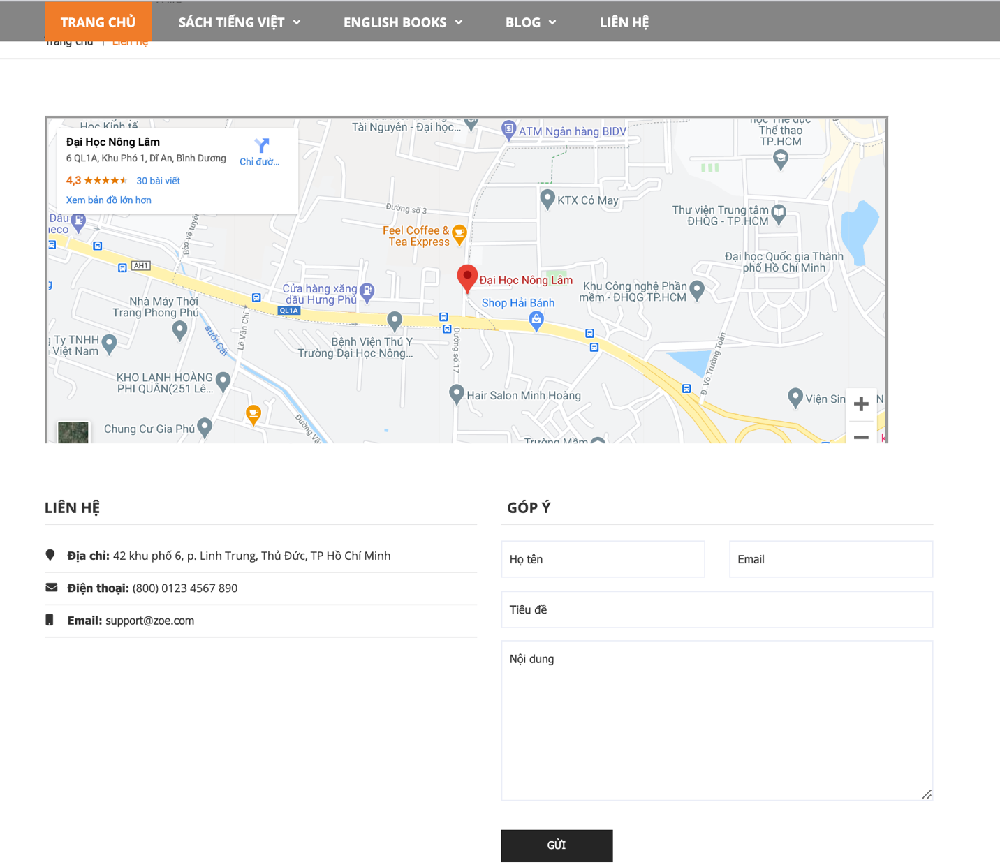 TRANG CHỦ
SÁCH TIẾNG VIỆT
ENGLISH BOOKS
BLOG
LIÊN HỆ
Trang chủ | Liên hệ
Học Kinh tế
Đại Học Nông Lâm
6 QL1A, Khu Phó 1, Dĩ An, Bình Dương
Chỉ đườ...
4,3
30 bài viết
Xem bản đồ lớn hơn
Tài Nguyên - Đại học...
ATM Ngân hàng BIDV
học Thể dục
Thể thao
TP.HCM
KTX Cỏ May
Thư viện Trung tâm
ĐHQG - TP.HCM
Đường số 3
Feel Coffee &
Tea Express
Dầu
Bảo vệ tuyế
AH1
Đại học Quốc gia Thành
phố Hồ Chí Minh
Đại Học Nông Lâm
Cửa hàng xăng
dầu Hưng Phú
Khu Công nghệ Phần
mềm - ĐHQG TP.HCM
Shop Hải Bánh
QL1A
Nhà Máy Thời
Trang Phong Phú
Lê Văn Chí
suối Cái
Ty TNHH
Việt Nam
Bệnh Viện Thú Y
Trường Đại Học Nông...
Đường số 17
Đ. Võ Trường Toản
KHO LẠNH HOÀNG
PHI QUÂN(251 Lê...
Hair Salon Minh Hoàng
Viện Sin
Chung Cư Gia Phú
Đường Vă
Trường Mầm
LIÊN HỆ
Địa chỉ: 42 khu phố 6, p. Linh Trung, Thủ Đức, TP Hồ Chí Minh
Điện thoại: (800) 0123 4567 890
Email: support@zoe.com
GÓP Ý
Họ tên
Email
Tiêu đề
Nội dung
GỬI